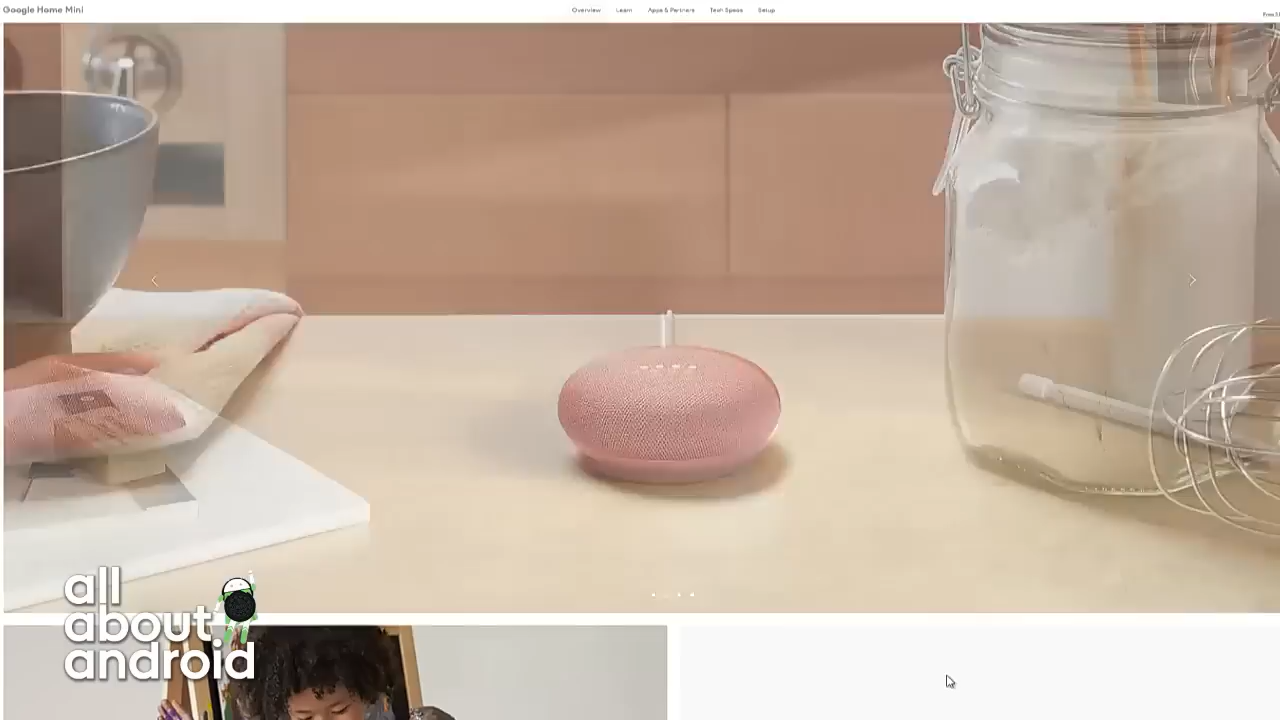 Google Home Mini
Overview
Learn
Apps & Partners
Tech Specs
Setup
all
about
android